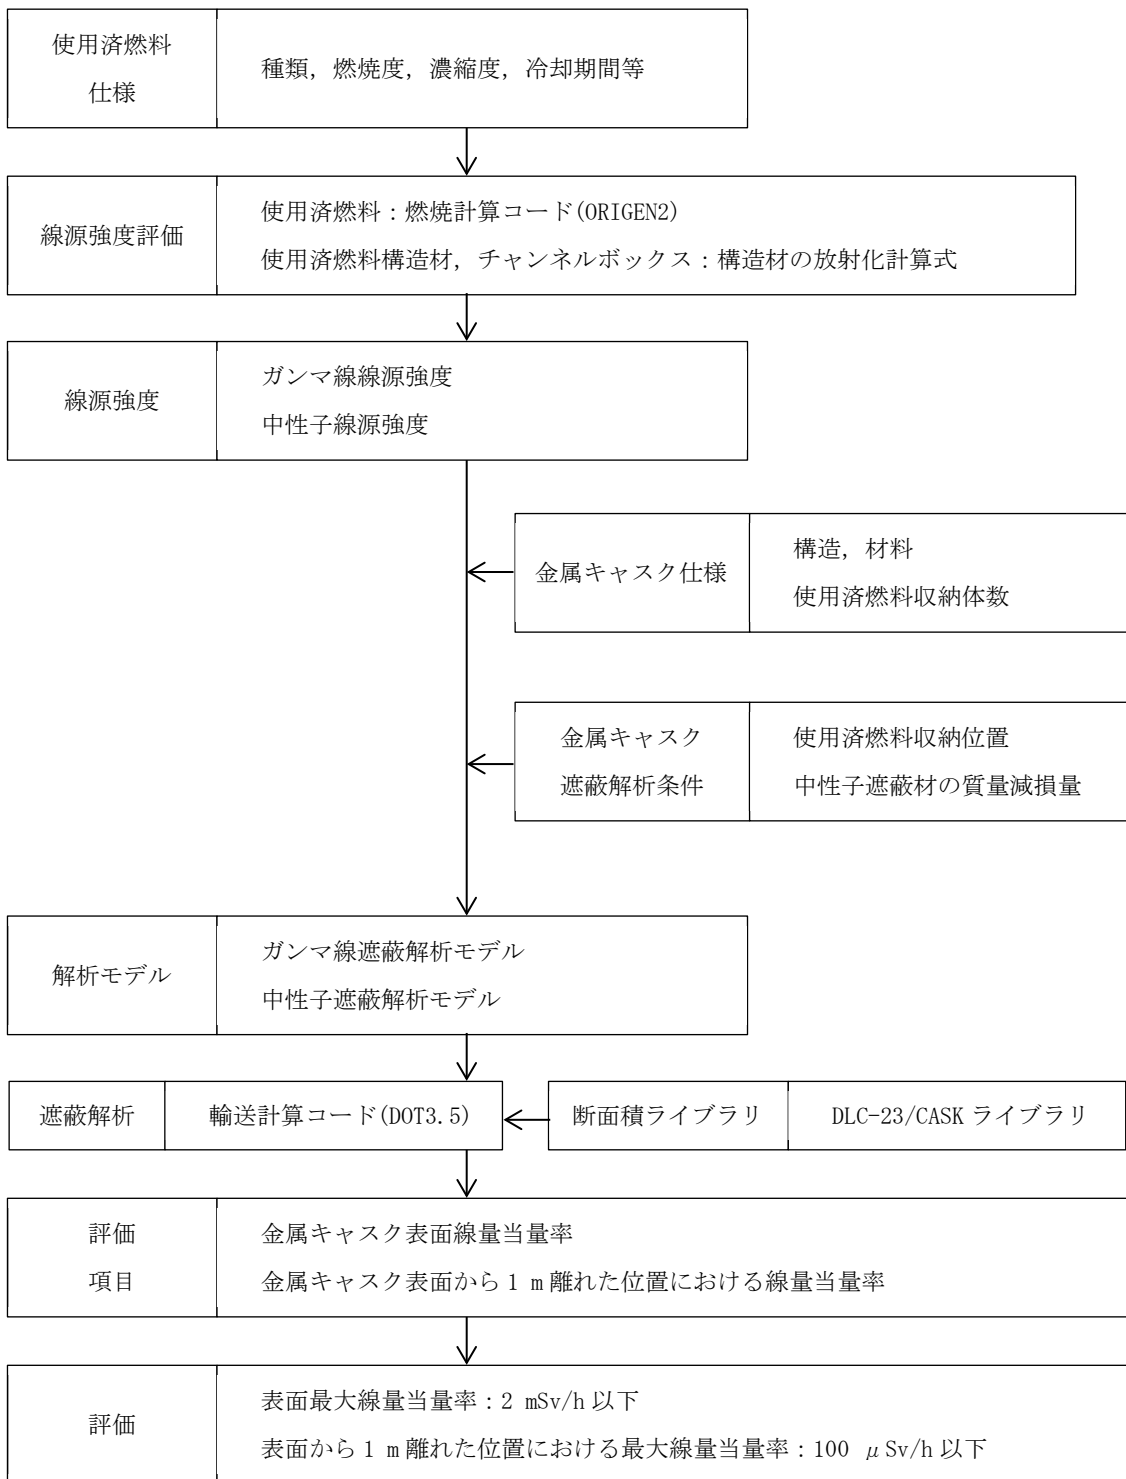 使用済燃料
仕様
種類，燃焼度，濃縮度，冷却期間等
線源強度評価
使用済燃料：燃焼計算コード(ORIGEN2)
使用済燃料構造材，チャンネルボックス：構造材の放射化計算式
線源強度
ガンマ線線源強度
中性子線源強度
金属キャスク仕様
構造，材料
使用済燃料収納体数
金属キャスク
遮蔽解析条件
使用済燃料収納位置
中性子遮蔽材の質量減損量
解析モデル
ガンマ線遮蔽解析モデル
中性子遮蔽解析モデル
遮蔽解析
輸送計算コード(DOT3.5)
断面積ライブラリ
DLC-23/CASK ライブラリ
評価
項目
金属キャスク表面線量当量率
金属キャスク表面から 1 m 離れた位置における線量当量率
評価
表面最大線量当量率：2 mSv/h 以下
表面から 1 m 離れた位置における最大線量当量率：100 μSv/h 以下